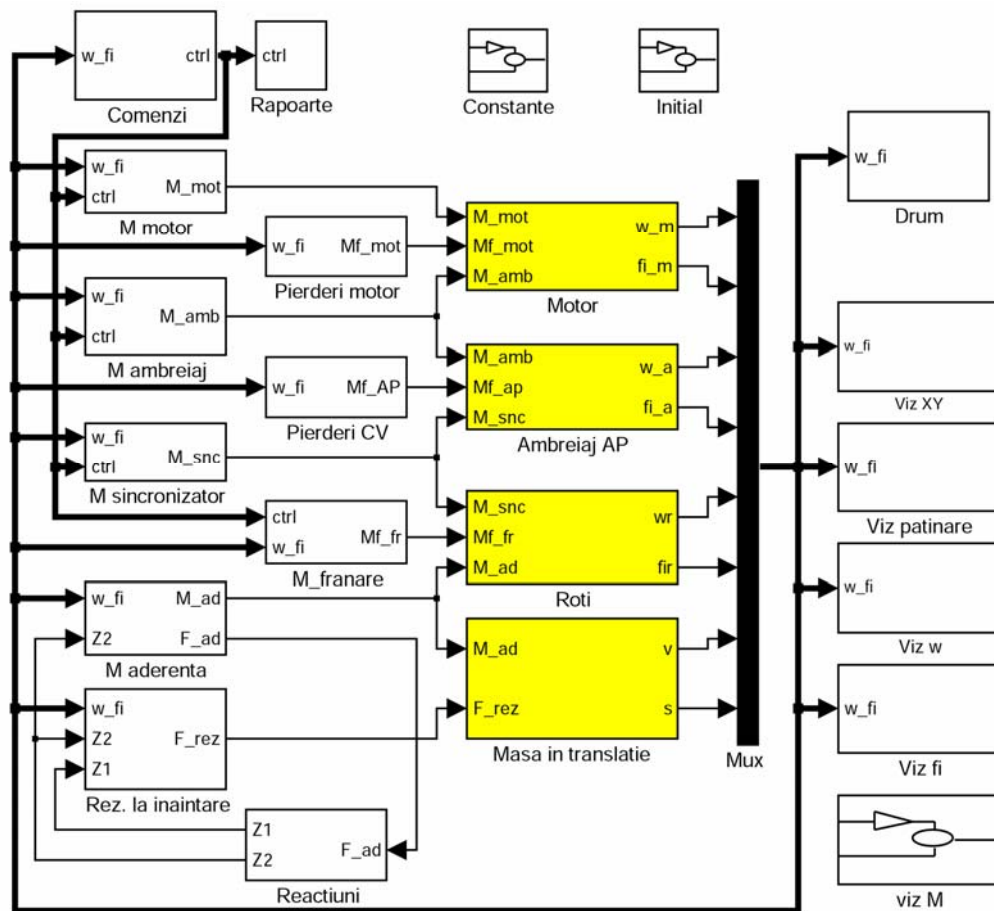 w_fi
ctrl
Comenzi
ctrl
Rapoarte
Constante
Initial
w_fi
ctrl
M_mot
M motor
w_fi
Mf_mot
Pierderi motor
w_fi
ctrl
M_amb
M ambreiaj
w_fi
Mf_AP
Pierderi CV
w_fi
ctrl
M_snc
M sincronizator
ctrl
w_fi
Mf_fr
M_franare
w_fi
Z2
M_ad
F_ad
M aderenta
w_fi
Z2
Z1
F_rez
Rez. la inaintare
Z1
Z2
F_ad
Reactiuni
M_mot
Mf_mot
M_amb
w_m
fi_m
Motor
M_amb
Mf_ap
M_snc
w_a
fi_a
Ambreiaj AP
M_snc
Mf_fr
M_ad
wr
fir
Roti
M_ad
F_rez
v
s
Masa in translatie
Mux
w_fi
Drum
w_fi
Viz XY
w_fi
Viz patinare
w_fi
Viz w
w_fi
Viz fi
viz M